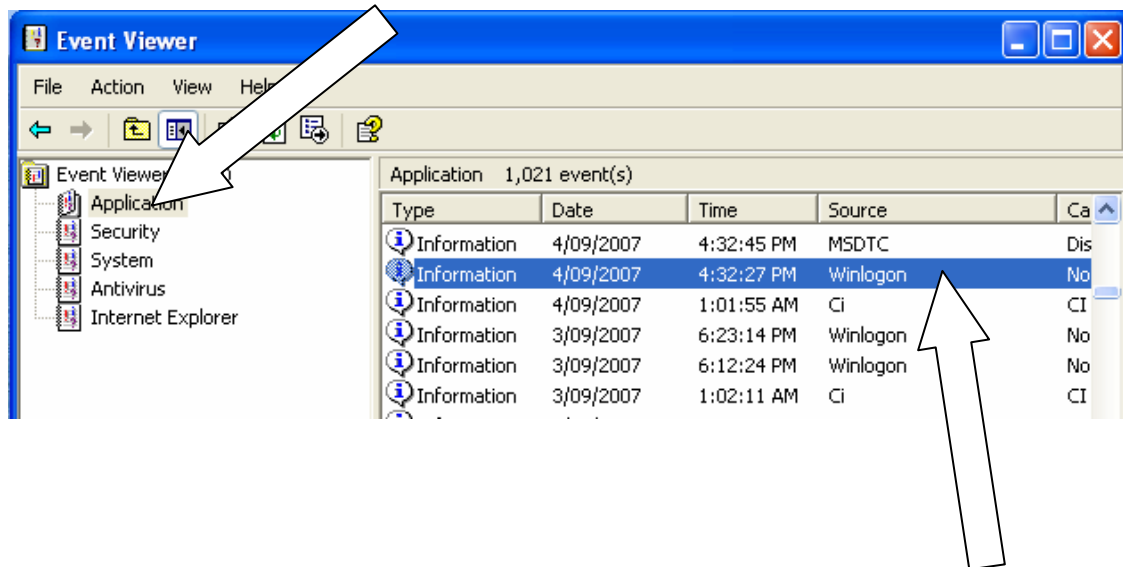 Event Viewer
File Action View Help
Event Viewer
Application 1,021 event(s)
Application
Security
System
Antivirus
Internet Explorer
Type Date Time Source Ca
Information 4/09/2007 4:32:45 PM MSDTC Dis
Information 4/09/2007 4:32:27 PM Winlogon No
Information 4/09/2007 1:01:55 AM Ci CI
Information 3/09/2007 6:23:14 PM Winlogon No
Information 3/09/2007 6:12:24 PM Winlogon No
Information 3/09/2007 1:02:11 AM Ci CI